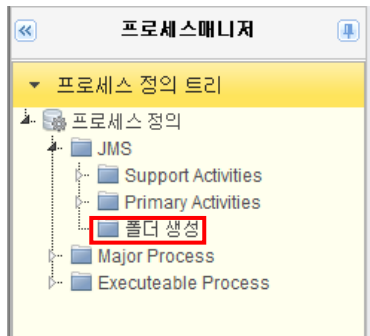 프로세스매니저
프로세스 정의 트리
프로세스 정의
JMS
Support Activities
Primary Activities
폴더 생성
Major Process
Executeable Process